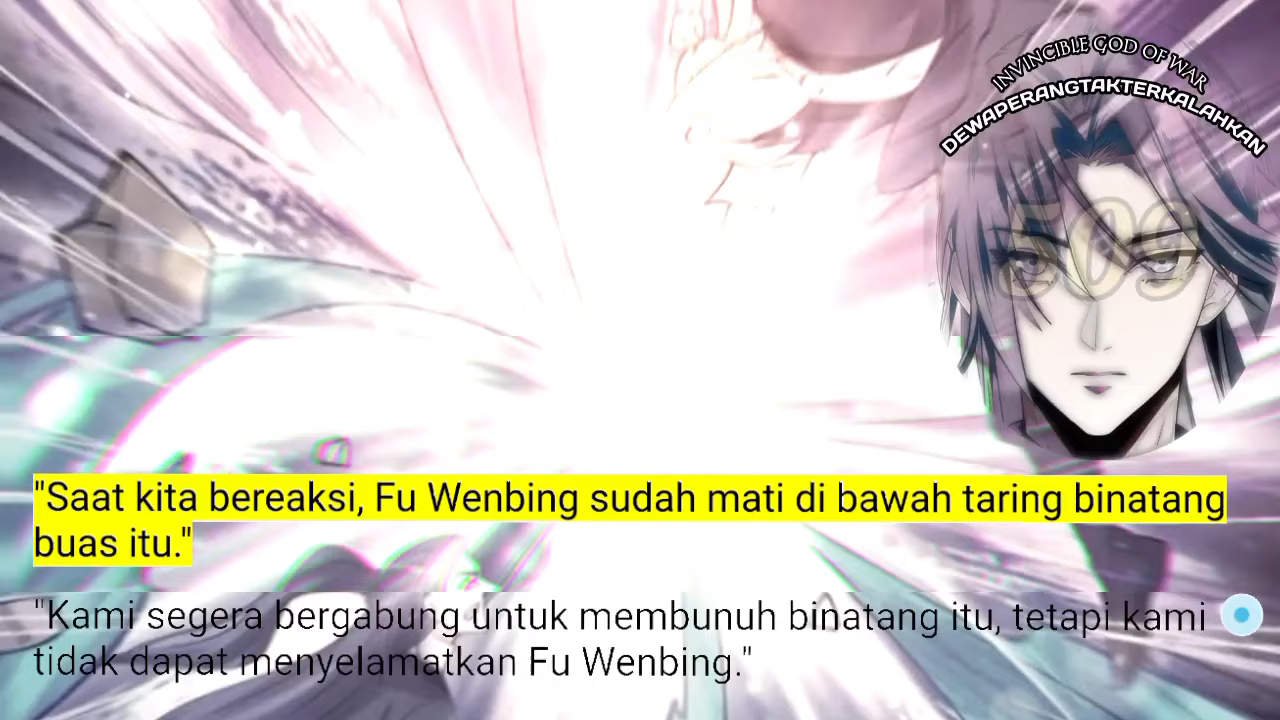 INVINCIBLE GOD OF WAR
DEWAPERANGTAKTERKALAHKAN
509
"Saat kita bereaksi, Fu Wenbing sudah mati di bawah taring binatang
buas itu."
"Kami segera bergabung untuk membunuh binatang itu, tetapi kami
tidak dapat menyelamatkan Fu Wenbing."